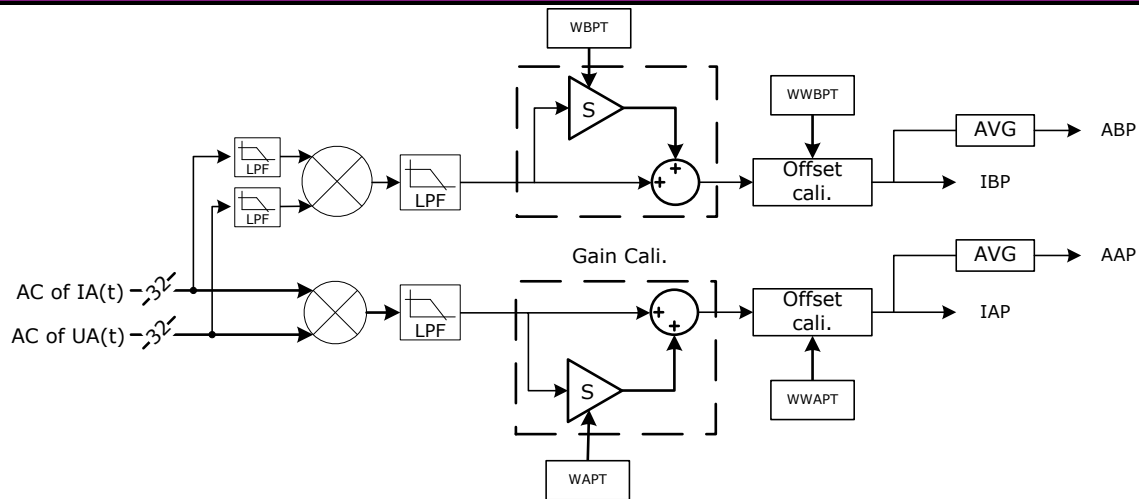 WBPT
S
WWBPT
AVG
ABP
LPF
LPF
LPF
+
+
Offset
cali.
IBP
Gain Cali.
AVG
AAP
AC of IA(t)
32
LPF
+
+
Offset
cali.
IAP
AC of UA(t)
32
S
WWAPT
WAPT